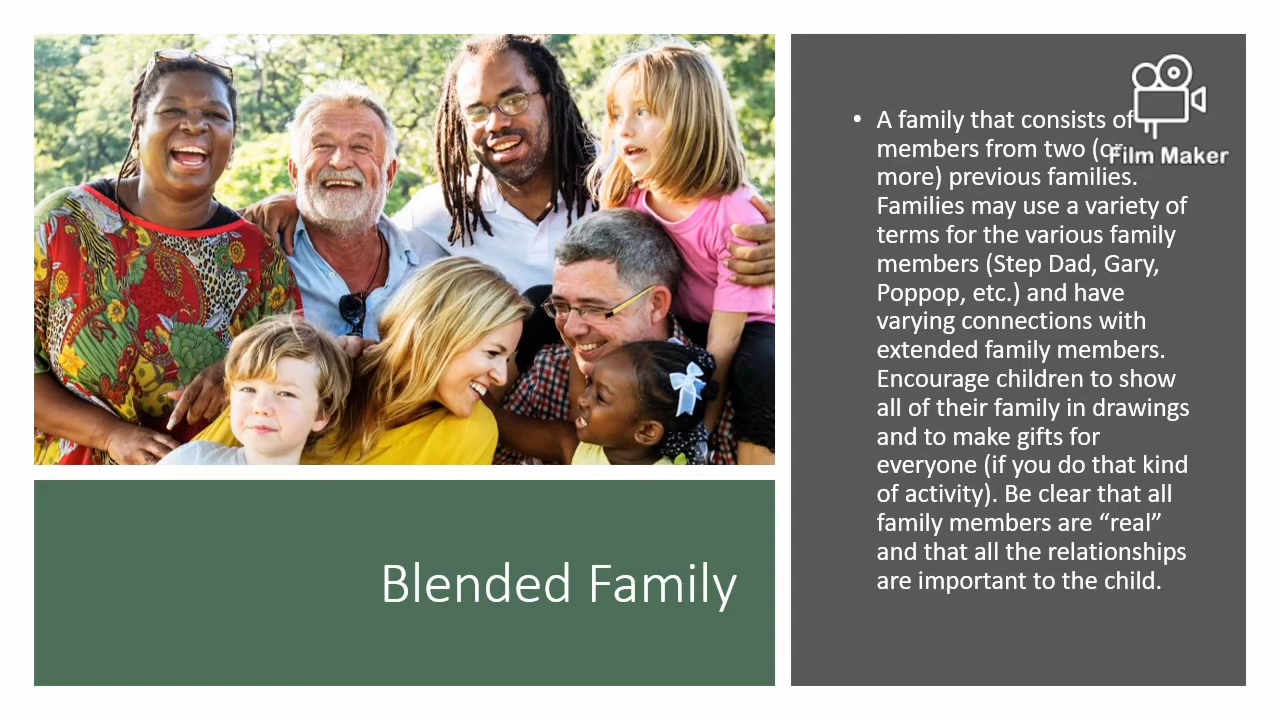 Film Maker
• A family that consists of
members from two (or
more) previous families.
Families may use a variety of
terms for the various family
members (Step Dad, Gary,
Poppop, etc.) and have
varying connections with
extended family members.
Encourage children to show
all of their family in drawings
and to make gifts for
everyone (if you do that kind
of activity). Be clear that all
family members are “real”
and that all the relationships
are important to the child.
Blended Family